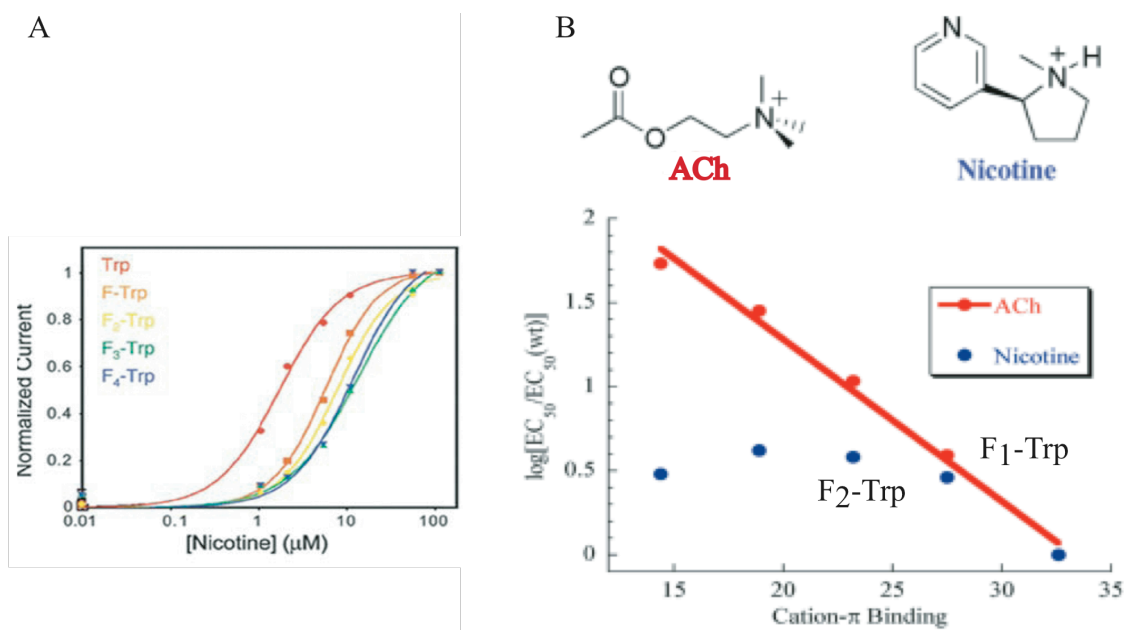 A
Trp
F-Trp
F₂-Trp
F₃-Trp
F₄-Trp
Normalized Current
1
0.8
0.6
0.4
0.2
0
0.01
0.1
1
10
100
[Nicotine] (μM)
B
O
O
N
+
ACh
N
N
+
H
Nicotine
log[EC₅₀/EC₅₀(wt)]
2
1.5
1
0.5
0
ACh
Nicotine
F₁-Trp
F₂-Trp
15
20
25
30
35
Cation-π Binding